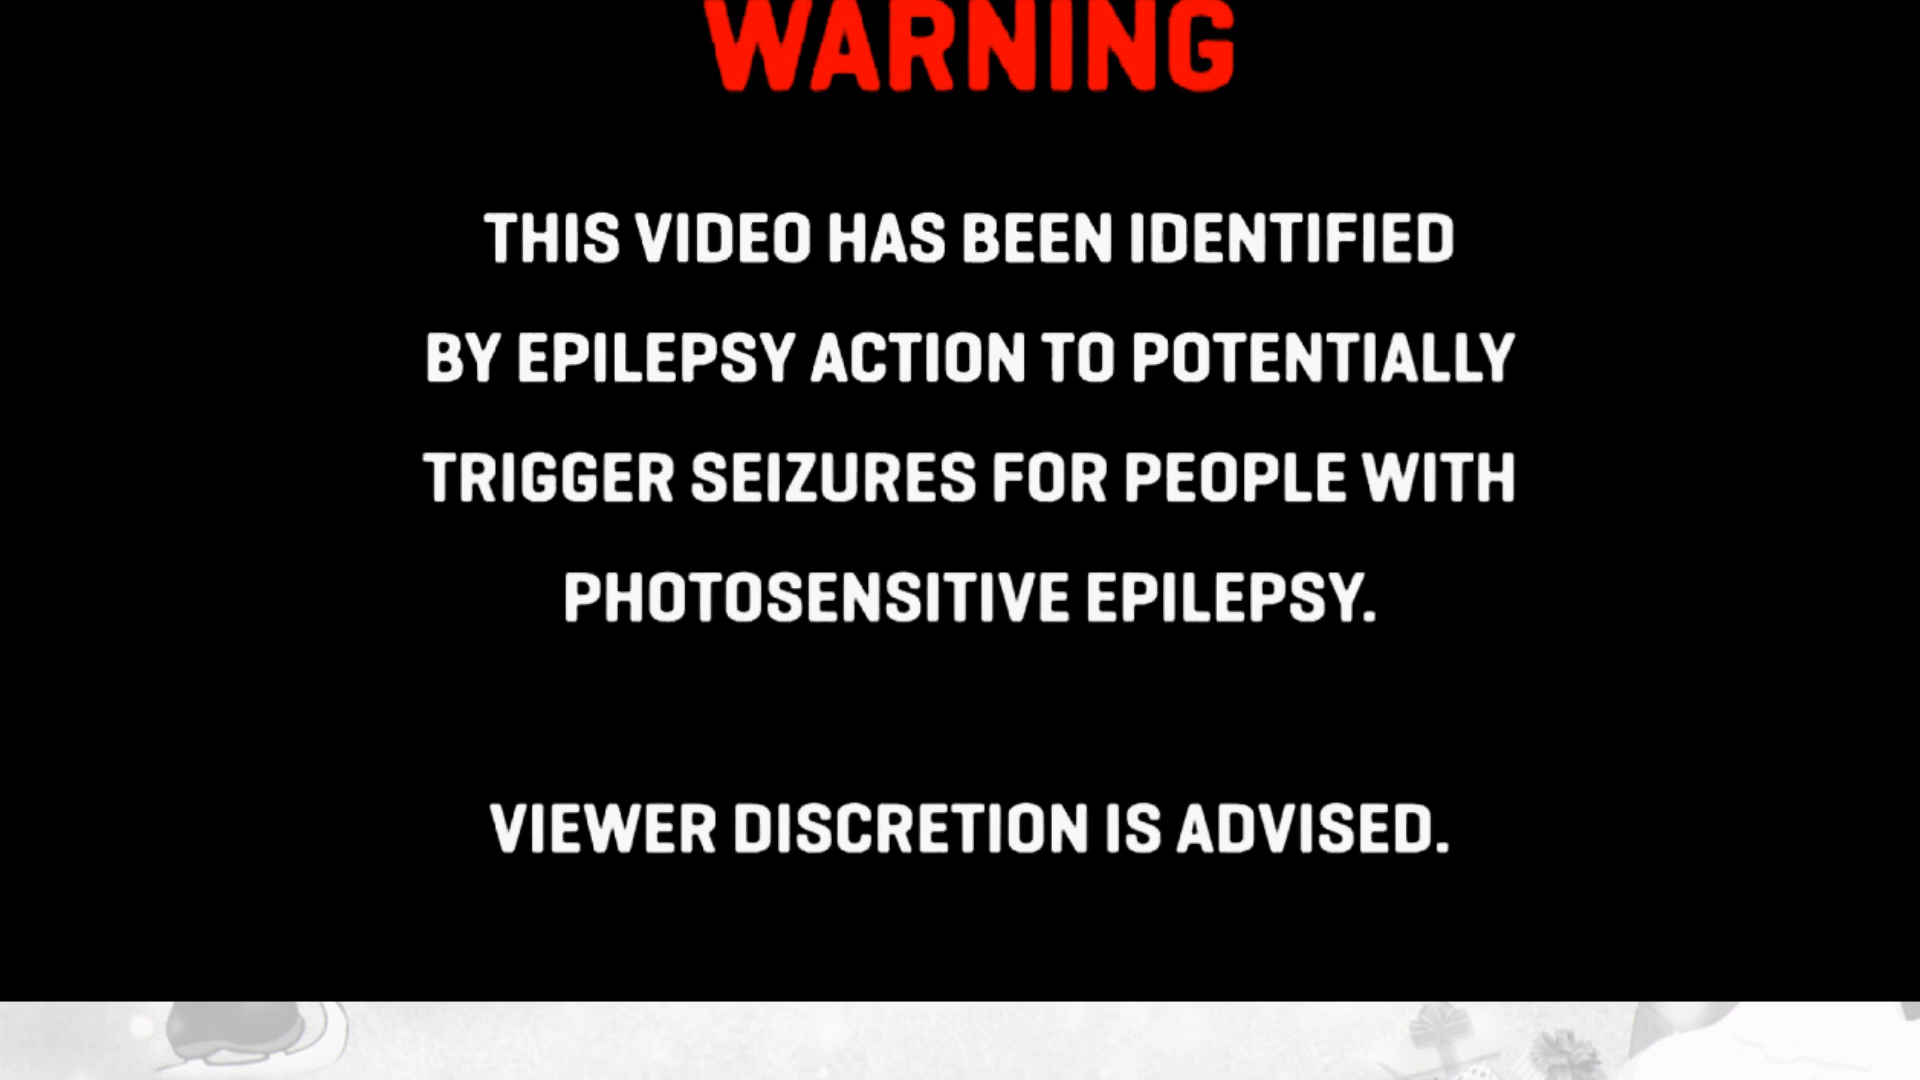 WARNING
THIS VIDEO HAS BEEN IDENTIFIED
BY EPILEPSY ACTION TO POTENTIALLY
TRIGGER SEIZURES FOR PEOPLE WITH
PHOTOSENSITIVE EPILEPSY.
VIEWER DISCRETION IS ADVISED.